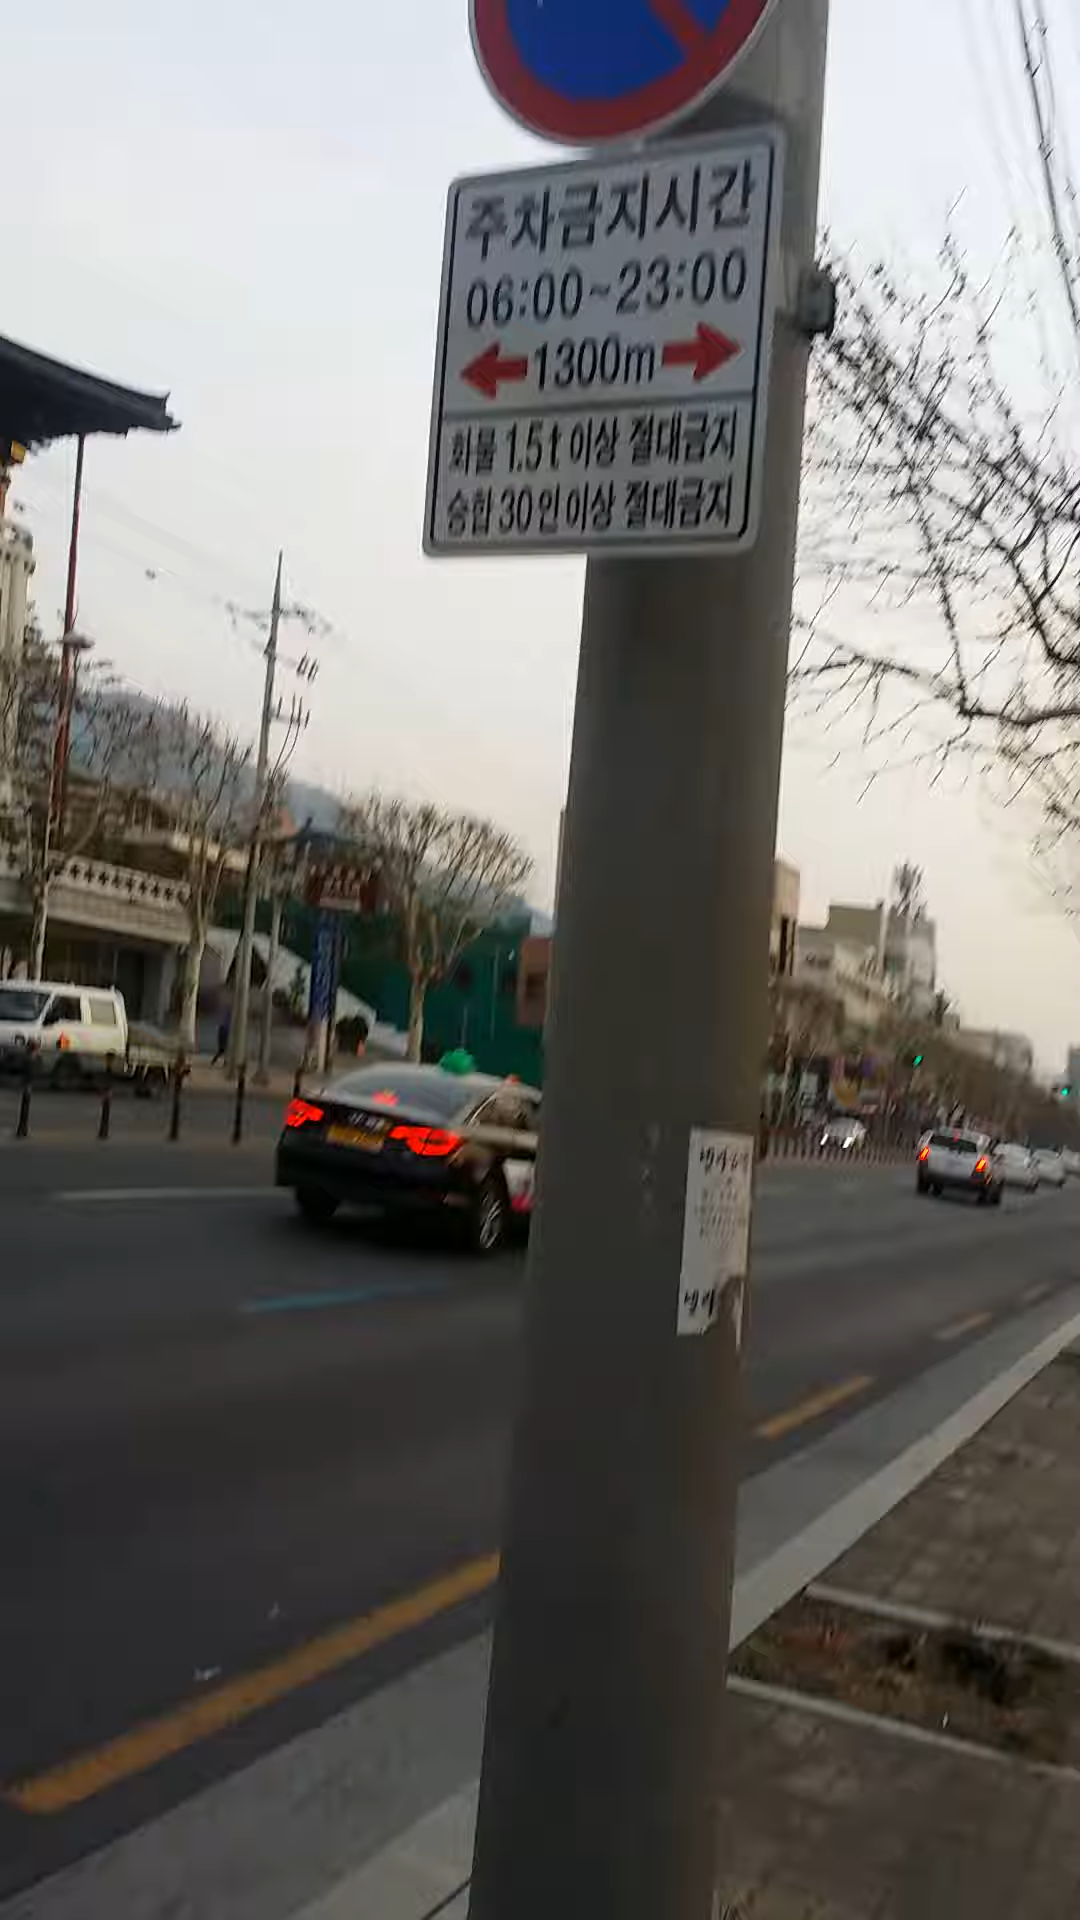 주차금지시간
06:00~23:00
1300m
화물 1.5t 이상 절대금지
승합 30인 이상 절대금지